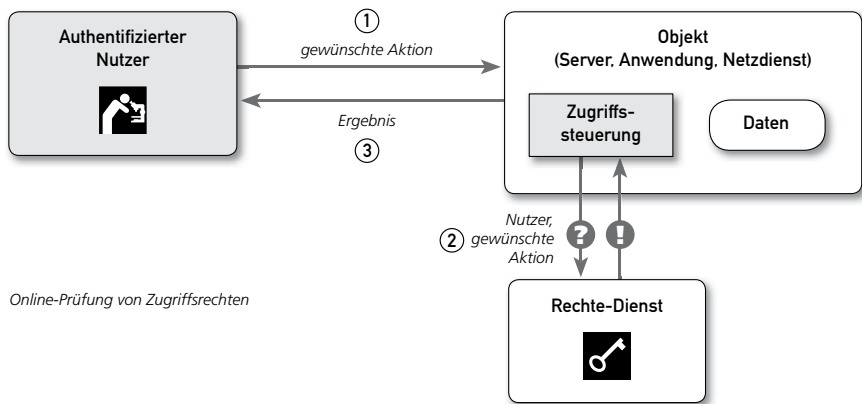 Authentifizierter
Nutzer
1
gewünschte Aktion
Ergebnis
3
Objekt
(Server, Anwendung, Netzdienst)
Zugriffs-
steuerung
Daten
2
Nutzer,
gewünschte
Aktion
?
!
Rechte-Dienst
Online-Prüfung von Zugriffsrechten